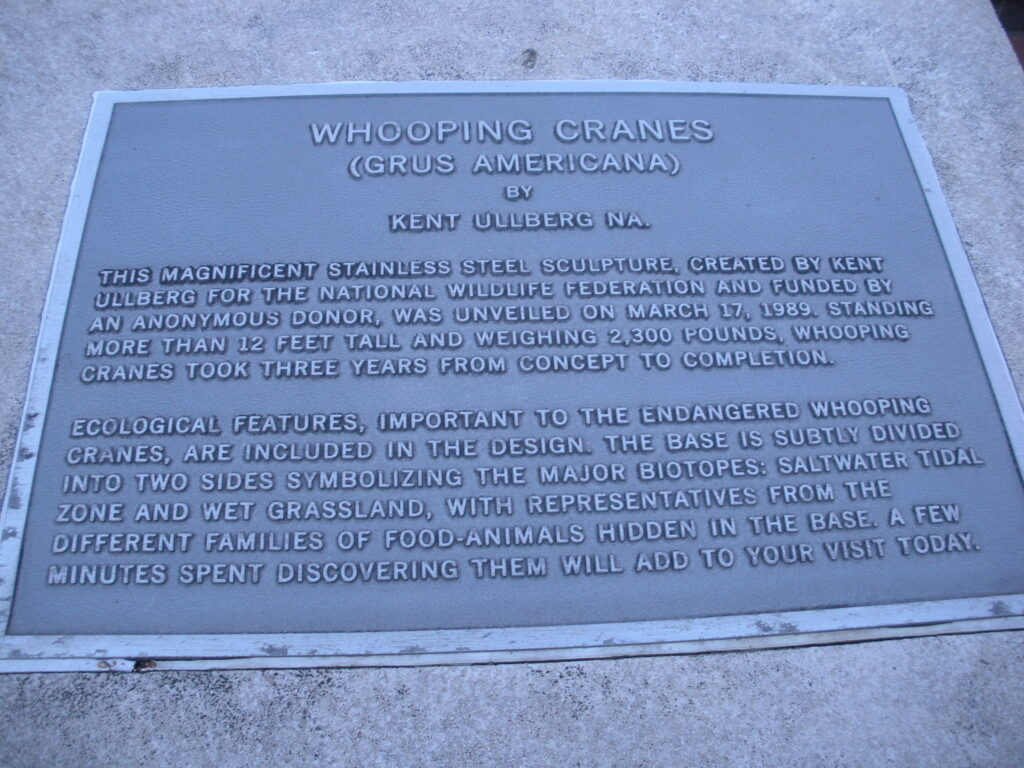 WHOOPING CRANES
(GRUS AMERICANA)
BY
KENT ULLBERG NA.
THIS MAGNIFICENT STAINLESS STEEL SCULPTURE, CREATED BY KENT
ULLBERG FOR THE NATIONAL WILDLIFE FEDERATION AND FUNDED BY
AN ANONYMOUS DONOR, WAS UNVEILED ON MARCH 17, 1989. STANDING
MORE THAN 12 FEET TALL AND WEIGHING 2,300 POUNDS, WHOOPING
CRANES TOOK THREE YEARS FROM CONCEPT TO COMPLETION.
ECOLOGICAL FEATURES, IMPORTANT TO THE ENDANGERED WHOOPING
CRANES, ARE INCLUDED IN THE DESIGN. THE BASE IS SUBTLY DIVIDED
INTO TWO SIDES SYMBOLIZING THE MAJOR BIOTOPES: SALTWATER TIDAL
ZONE AND WET GRASSLAND, WITH REPRESENTATIVES FROM THE
DIFFERENT FAMILIES OF FOOD-ANIMALS HIDDEN IN THE BASE. A FEW
MINUTES SPENT DISCOVERING THEM WILL ADD TO YOUR VISIT TODAY.